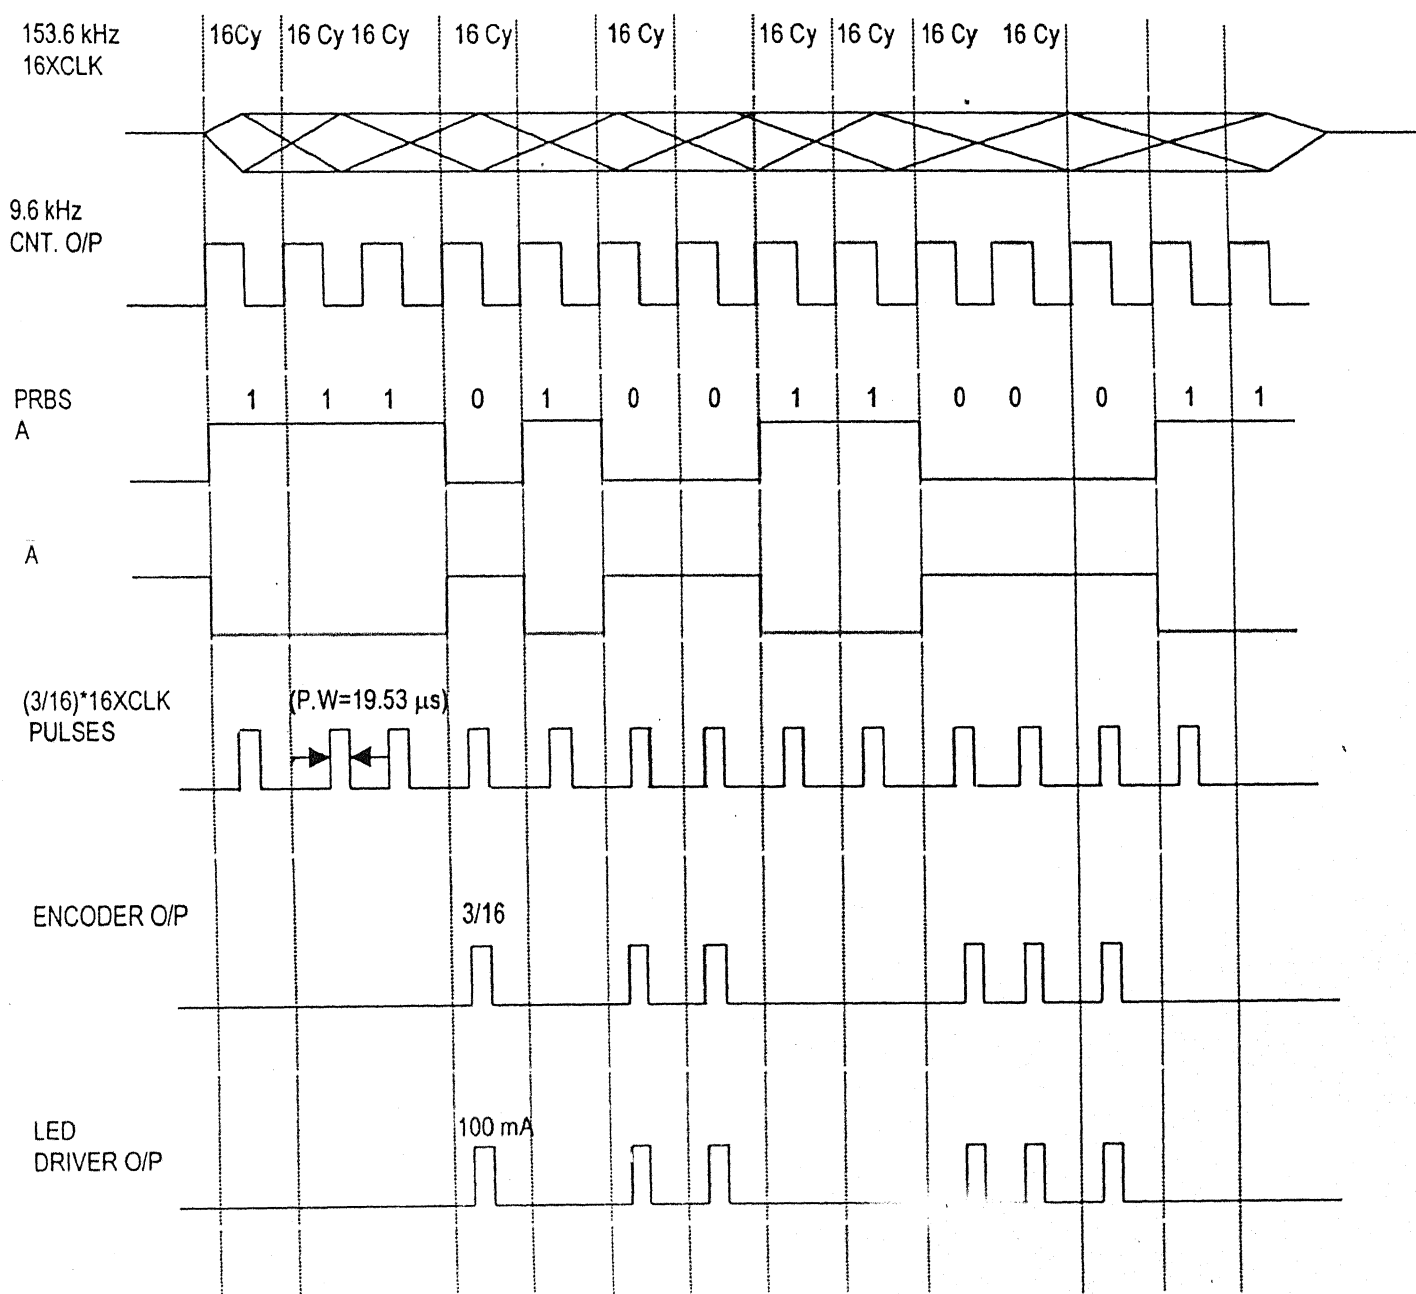 153.6 kHz
16XCLK
16Cy 16 Cy 16 Cy 16 Cy 16 Cy 16 Cy 16 Cy 16 Cy 16 Cy
9.6 kHz
CNT. O/P
PRBS
A
1 1 1 0 1 0 0 1 1 0 0 0 1 1
Ā
(3/16)*16XCLK
PULSES
(P.W=19.53 µs)
ENCODER O/P
3/16
LED
DRIVER O/P
100 mA